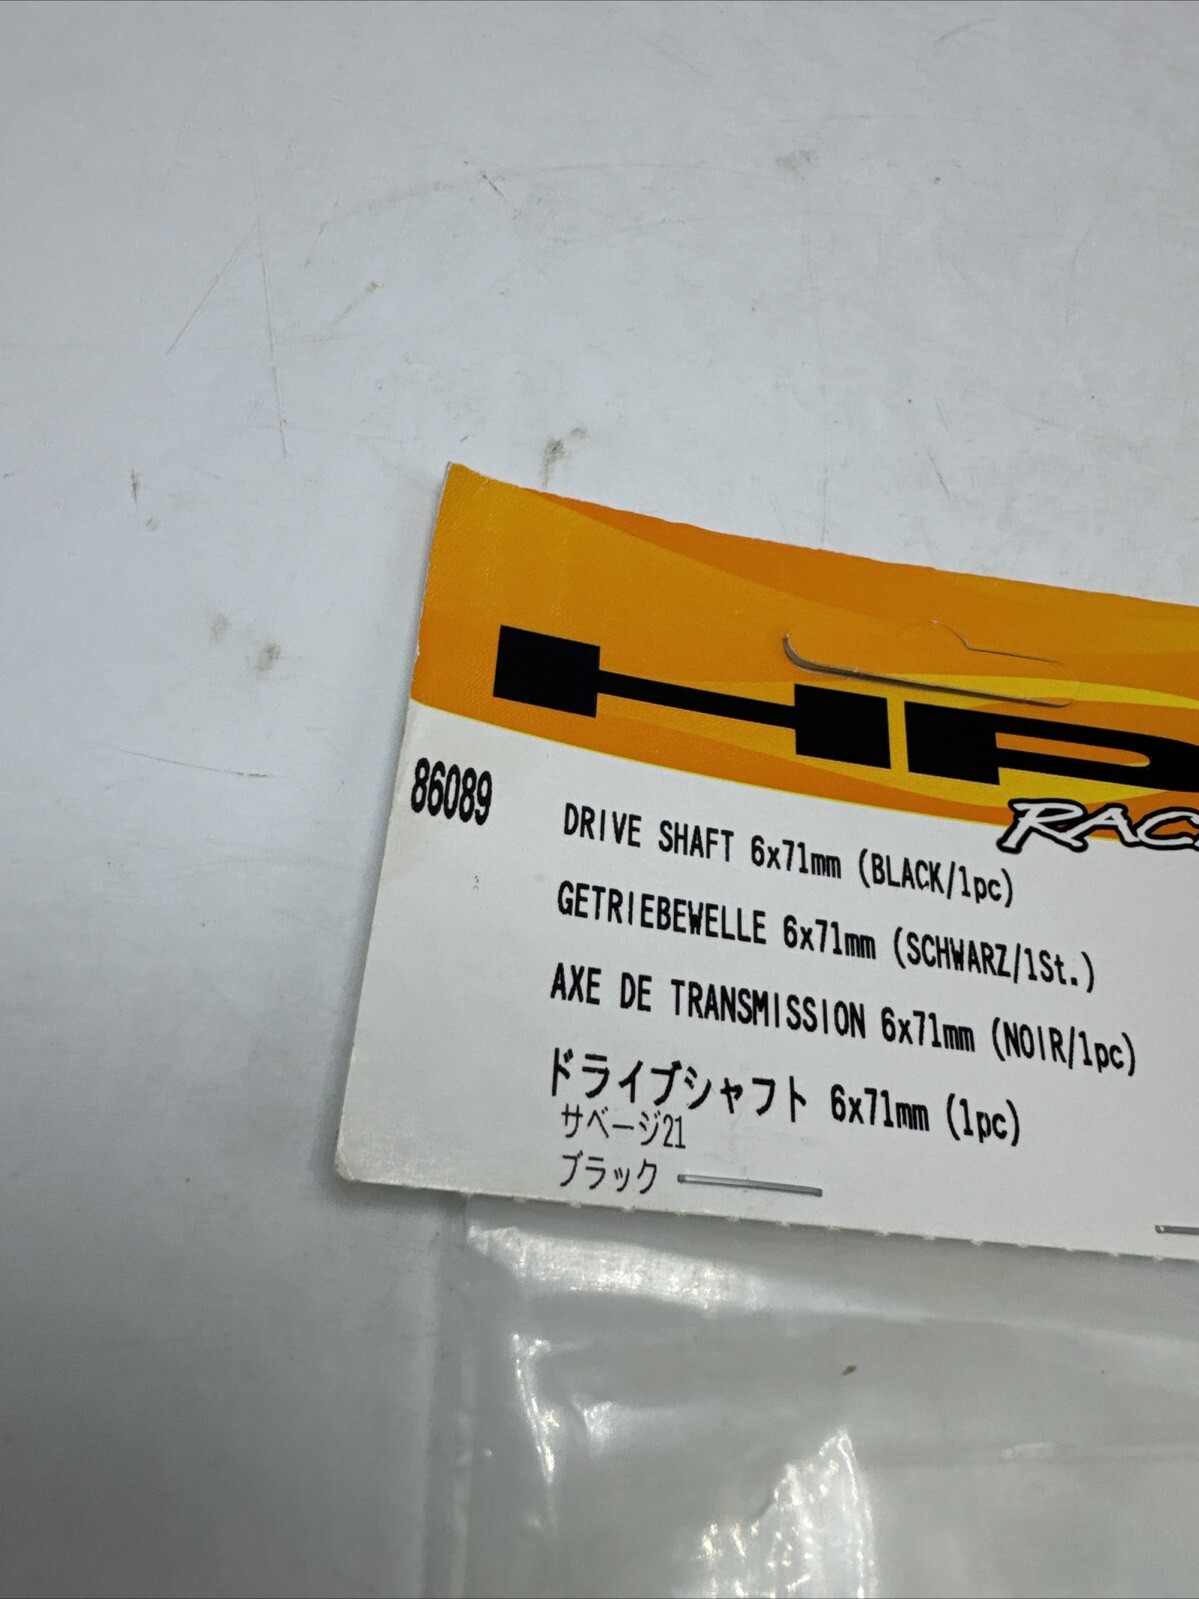 HP
RAC
86089
DRIVE SHAFT 6x71mm (BLACK/1pc)
GETRIEBEWELLE 6x71mm (SCHWARZ/1St.)
AXE DE TRANSMISSION 6x71mm (NOIR/1pc)
ドライブシャフト 6x71mm (1pc)
サベージ21
ブラック